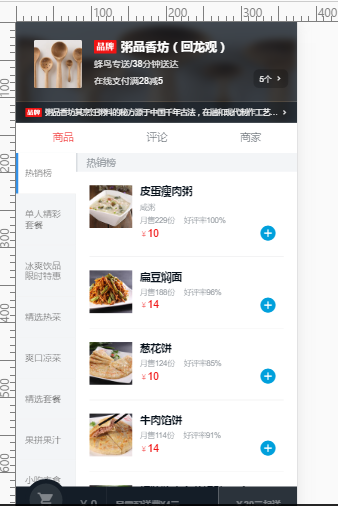 100
200
300
400
品牌 粥品香坊（回龙观）
蜂鸟专送/38分钟送达
在线支付满28减5
5个 >
品牌 粥品香坊其烹饪粥料的秘方源于中国千年古法，在融和现代制作工艺... >
商品 评论 商家
热销榜
热销榜
皮蛋瘦肉粥
咸粥
月售229份 好评率100%
￥10
单人精彩
套餐
冰爽饮品
限时特惠
扁豆焖面
月售188份 好评率96%
￥14
精选热菜
葱花饼
月售124份 好评率85%
￥10
爽口凉菜
精选套餐
牛肉馅饼
月售114份 好评率91%
￥14
果拼果汁
小吃主食
100
200
300
400
500
600